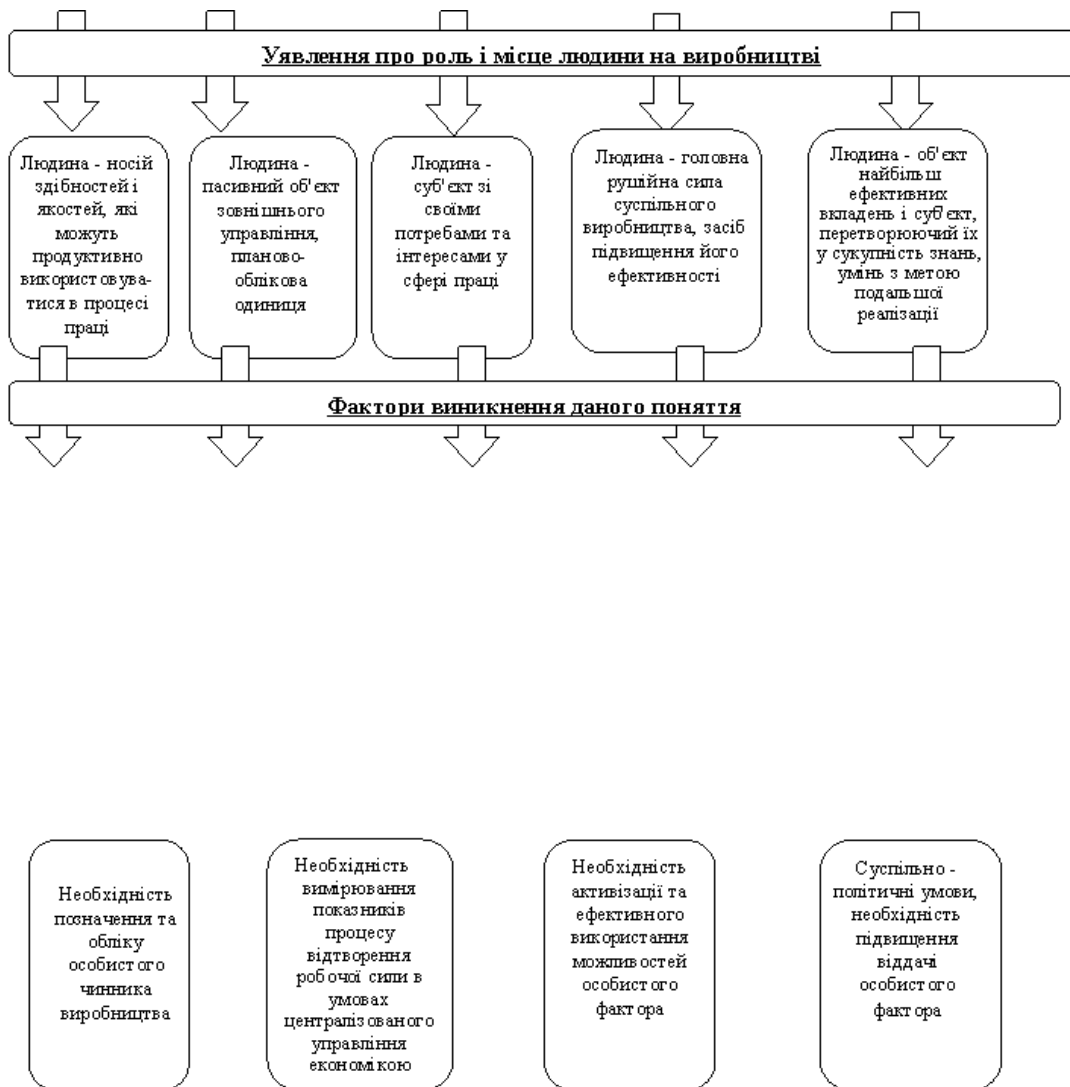 Уявлення про роль і місце людини на виробництві
Людина - носій
здібностей і
якостей, які
можуть
продуктивно
використовува-
тися в процесі
праці
Людина -
пасивний об'єкт
зовнішнього
управління,
планово-
облікова
одиниця
Людина -
суб'єкт зі
своїми
потребами та
інтересами у
сфері праці
Людина - головна
рушійна сила
суспільного
виробництва, засіб
підвищення його
ефективності
Людина - об'єкт
найбільш
ефективних
вкладень і суб'єкт,
перетворюючий їх
у сукупність знань,
умінь з метою
подальшої
реалізації
Фактори виникнення даного поняття
Необхідність
позначення та
обліку
особистого
чинника
виробництва
Необхідність
вимірювання
показників
процесу
відтворення
робочої сили в
умовах
централізованого
управління
економікою
Необхідність
активізації та
ефективного
використання
можливостей
особистого
фактора
Суспільно -
політичні умови,
необхідність
підвищення
віддачі
особистого
фактора